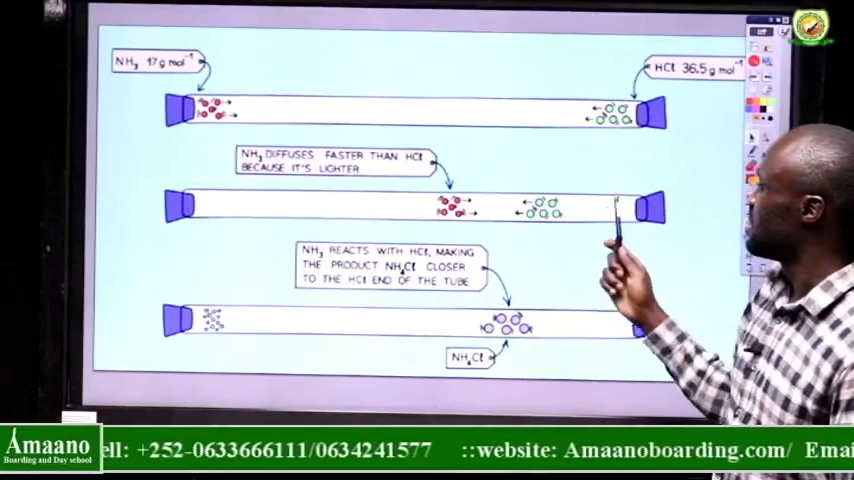 NH3 17 g mol-1
HCl 36.5 g mol-1
NH3 DIFFUSES FASTER THAN HCl
BECAUSE IT'S LIGHTER
NH3 REACTS WITH HCl, MAKING
THE PRODUCT NH4Cl CLOSER
TO THE HCl END OF THE TUBE
NH4Cl
Amaano
Boarding and Day school
ell: +252-0633666111/0634241577 ::website: Amaanoboarding.com/ Emai